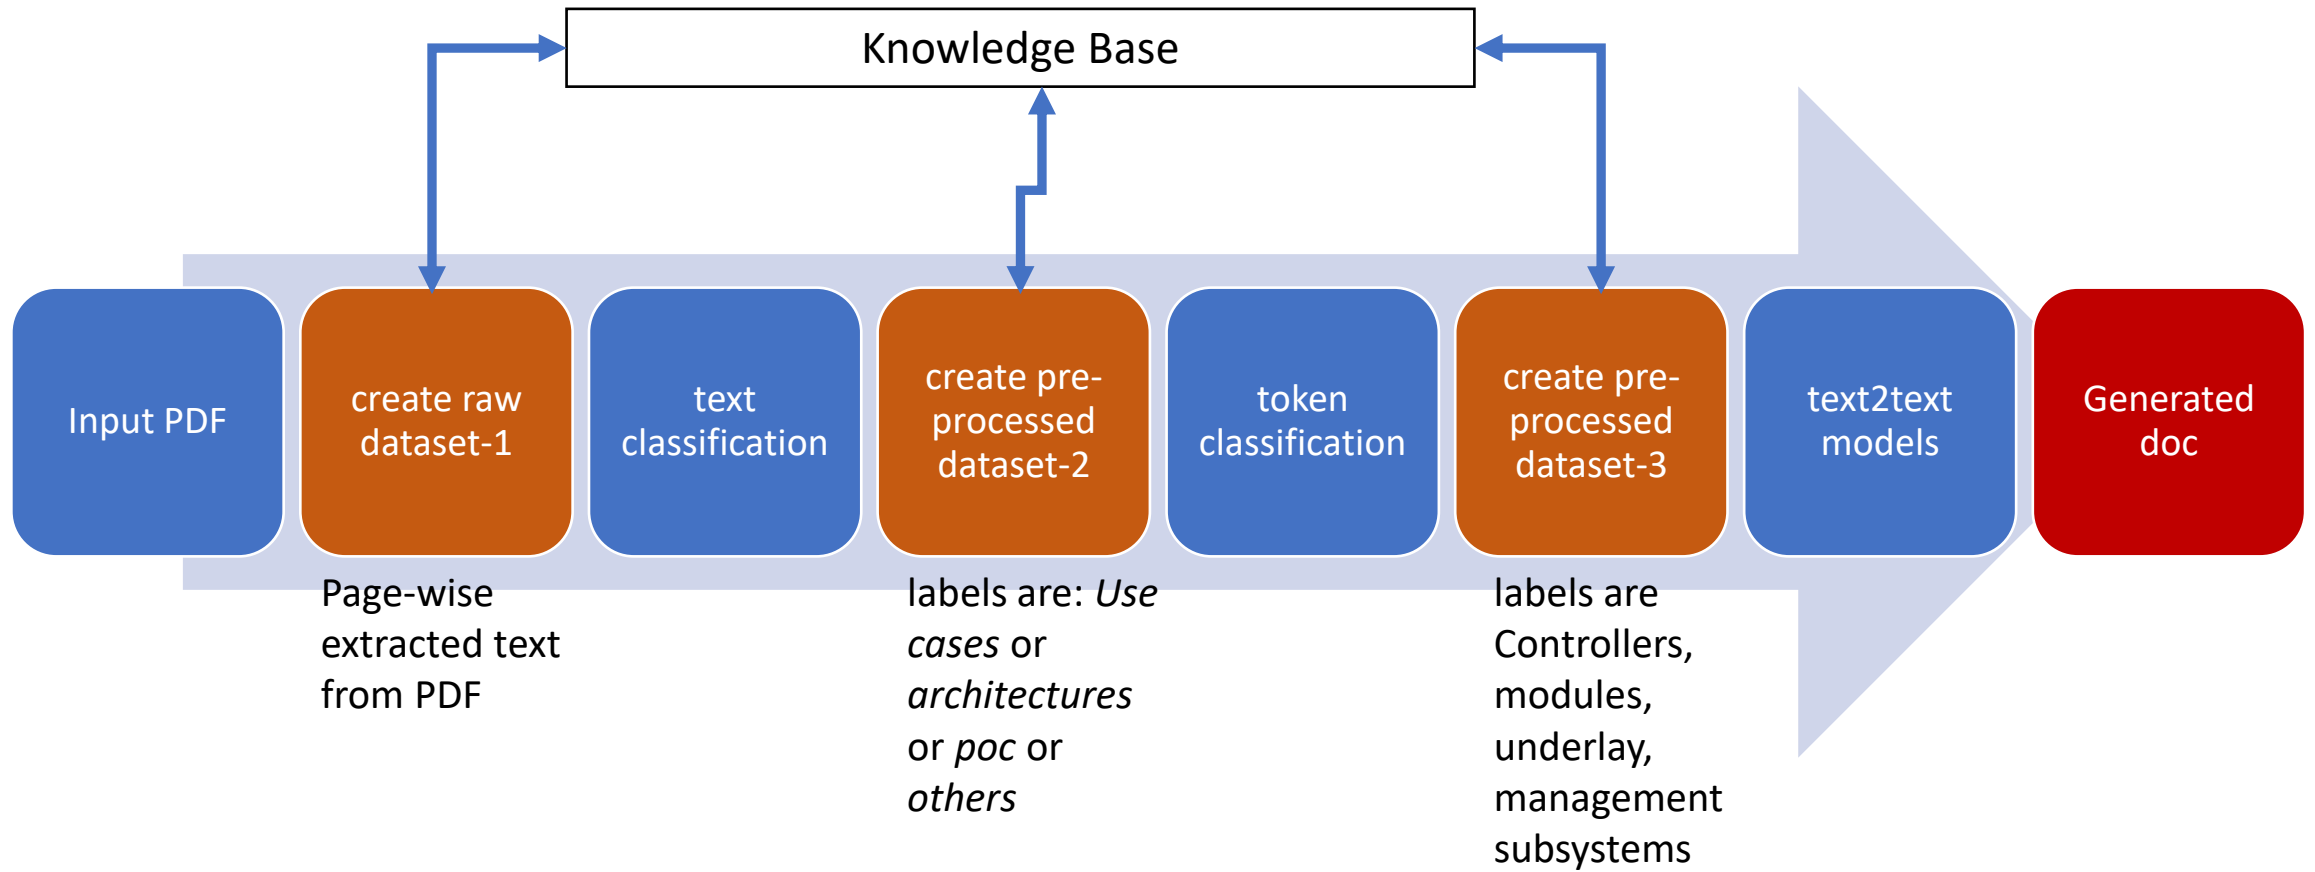 Knowledge Base
Input PDF
create raw
dataset-1
text
classification
create pre-
processed
dataset-2
token
classification
create pre-
processed
dataset-3
text2text
models
Generated
doc
Page-wise
extracted text
from PDF
labels are: Use
cases or
architectures
or poc or
others
labels are
Controllers,
modules,
underlay,
management
subsystems